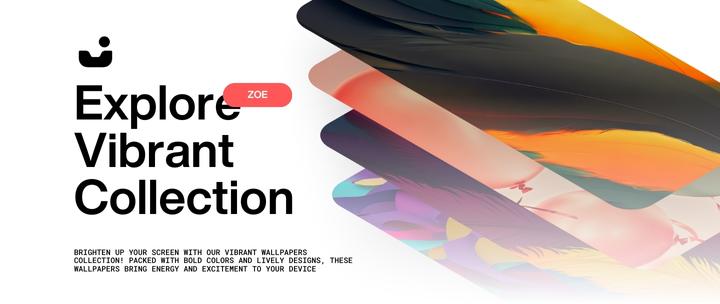 Explore
ZOE
Vibrant
Collection
BRIGHTEN UP YOUR SCREEN WITH OUR VIBRANT WALLPAPERS
COLLECTION! PACKED WITH BOLD COLORS AND LIVELY DESIGNS, THESE
WALLPAPERS BRING ENERGY AND EXCITEMENT TO YOUR DEVICE